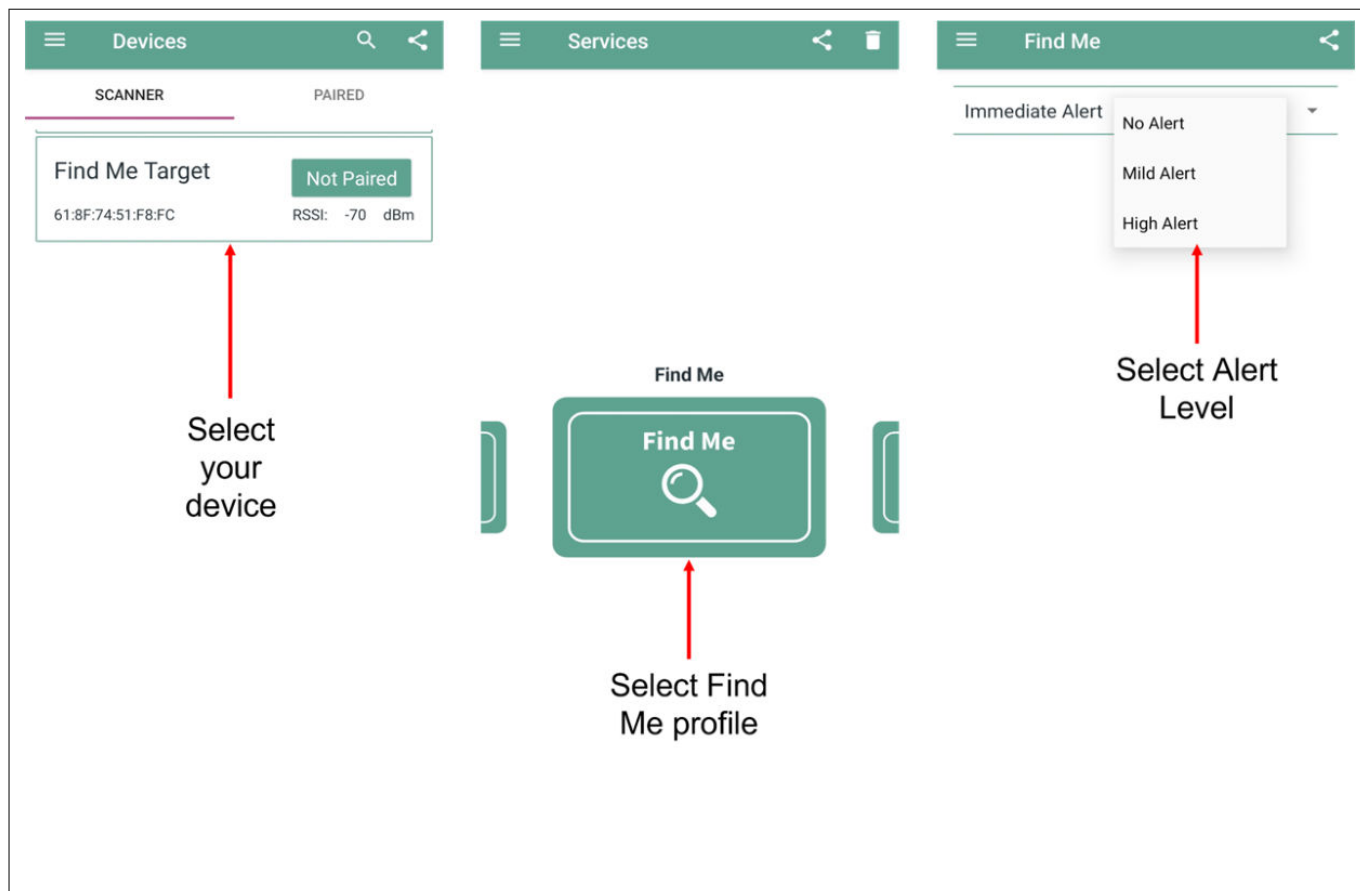 Devices
SCANNER PAIRED
Find Me Target
Not Paired
61:8F:74:51:F8:FC RSSI: -70 dBm
Select
your
device
Services
Find Me
Find Me
Select Find
Me profile
Find Me
Immediate Alert
No Alert
Mild Alert
High Alert
Select Alert
Level